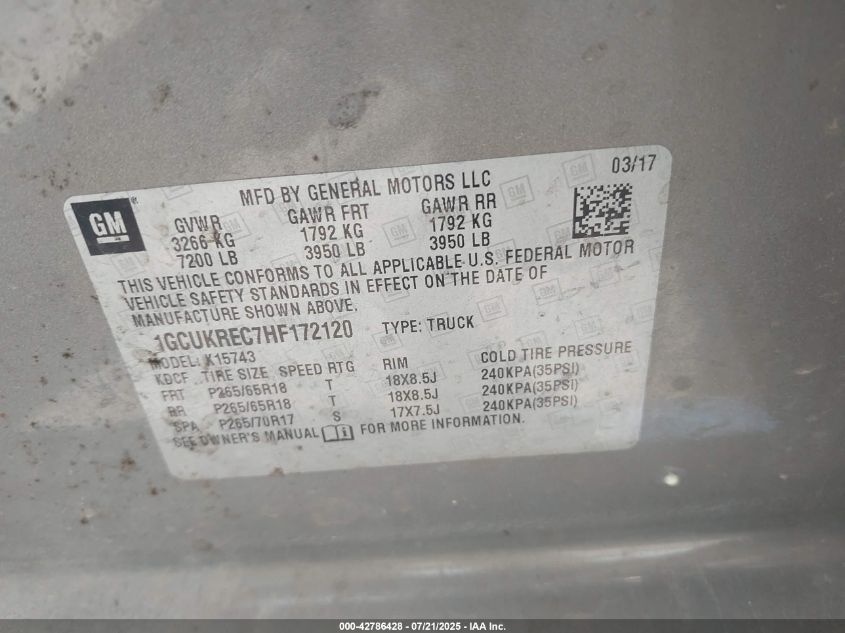 03/17
MFD BY GENERAL MOTORS LLC
GM
GVWR GAWR FRT GAWR RR
3266 KG 1792 KG 1792 KG
7200 LB 3950 LB 3950 LB
THIS VEHICLE CONFORMS TO ALL APPLICABLE U.S. FEDERAL MOTOR
VEHICLE SAFETY STANDARDS IN EFFECT ON THE DATE OF
MANUFACTURE SHOWN ABOVE.
1GCUKREC7HF172120 TYPE: TRUCK
MODEL: K15743
KDCF TIRE SIZE SPEED RTG RIM COLD TIRE PRESSURE
FRT P265/65R18 T 18X8.5J 240KPA(35PSI)
RR P265/65R18 T 18X8.5J 240KPA(35PSI)
SPA P265/70R17 S 17X7.5J 240KPA(35PSI)
SEE OWNER'S MANUAL FOR MORE INFORMATION.
000-42786428 - 07/21/2025 - IAA Inc.